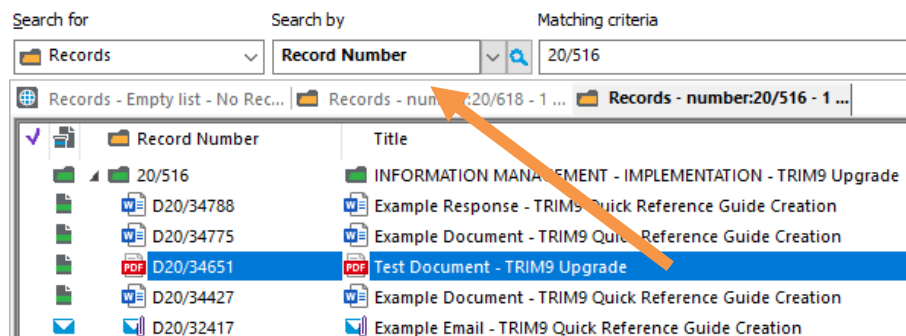 Search for Search by Matching criteria
Records Record Number 20/516
Records - Empty list - No Rec... Records - number:20/618 - 1 ... Records - number:20/516 - 1 ...
Record Number Title
20/516 INFORMATION MANAGEMENT - IMPLEMENTATION - TRIM9 Upgrade
D20/34788 Example Response - TRIM9 Quick Reference Guide Creation
D20/34775 Example Document - TRIM9 Quick Reference Guide Creation
PDF D20/34651 PDF Test Document - TRIM9 Upgrade
D20/34427 Example Document - TRIM9 Quick Reference Guide Creation
D20/32417 Example Email - TRIM9 Quick Reference Guide Creation